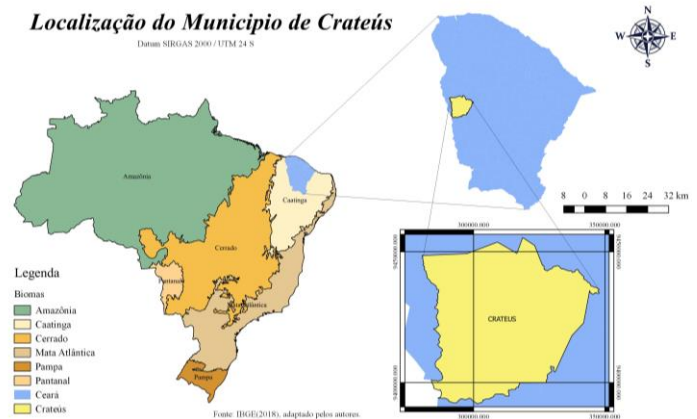 Localização do Municipio de Crateús
Datum SIRGAS 2000 / UTM 24 S
N
W
E
S
Amazônia
Caatinga
Cerrado
Pantanal
Pampa
8 0 8 16 24 32 km
CRATEUS
Legenda
Biomas
Amazônia
Caatinga
Cerrado
Mata Atlântica
Pampa
Pantanal
Ceará
Crateús
Fonte: IBGE(2018), adaptado pelos autores.